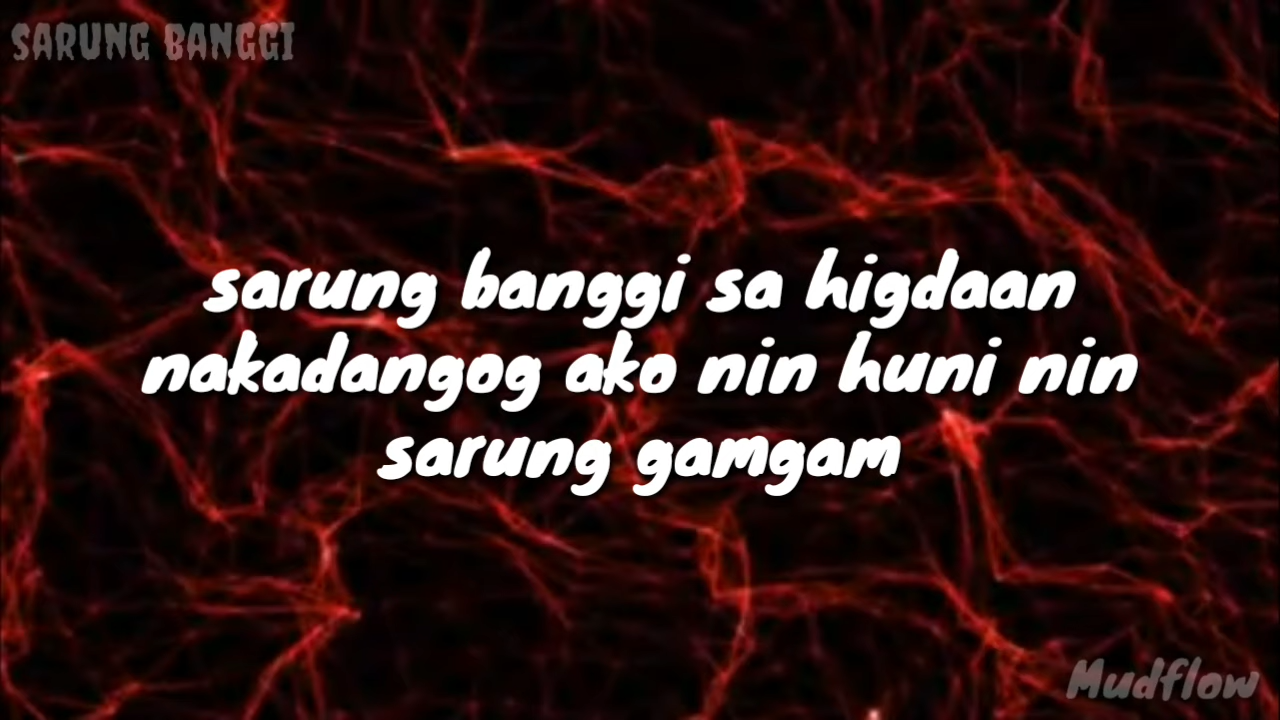 SARUNG BANGGI
sarung banggi sa higdaan
nakadangog ako nin huni nin
sarung gamgam
Mudflow